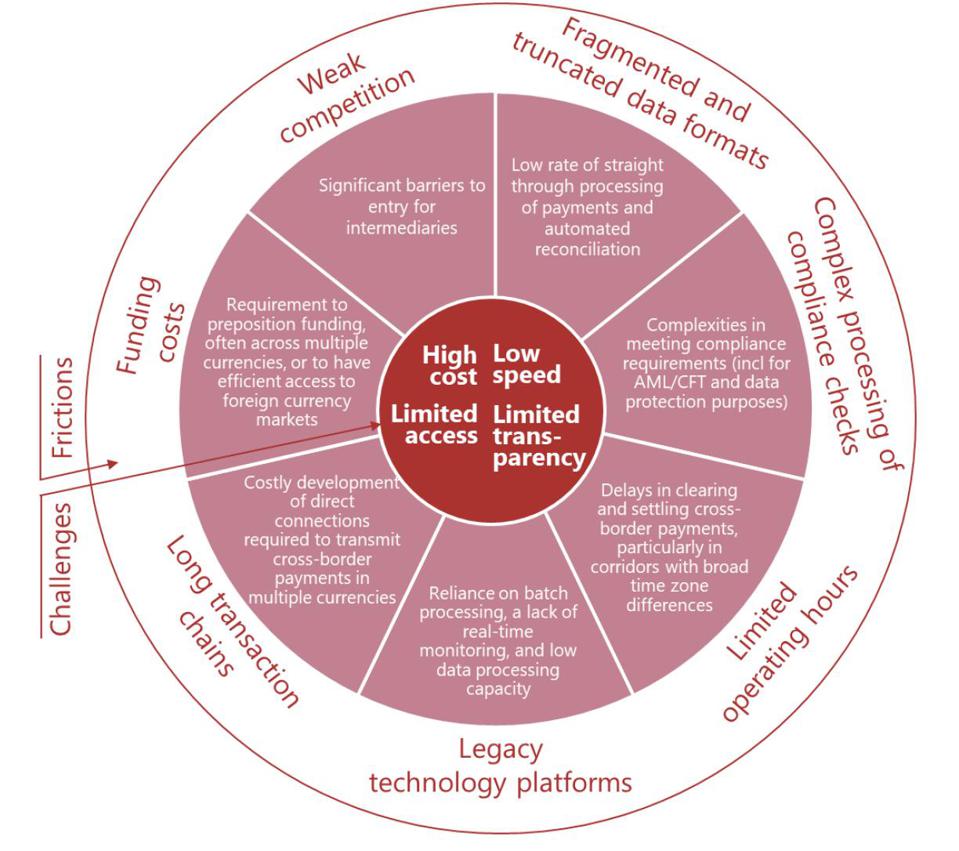 Weak
competition
Fragmented and
truncated data formats
Complex processing of
compliance checks
Limited
operating hours
Legacy
technology platforms
Long transaction
chains
Funding
costs
Significant barriers to
entry for
intermediaries
Low rate of straight
through processing
of payments and
automated
reconciliation
Complexities in
meeting compliance
requirements (incl for
AML/CFT and data
protection purposes)
Delays in clearing
and settling cross-
border payments,
particularly in
corridors with broad
time zone
differences
Reliance on batch
processing, a lack of
real-time
monitoring, and low
data processing
capacity
Costly development
of direct
connections
required to transmit
cross-border
payments in
multiple currencies
Requirement to
preposition funding,
often across multiple
currencies, or to have
efficient access to
foreign currency
markets
High
cost
Low
speed
Limited
access
Limited
trans-
parency
Frictions
Challenges